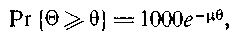 Pr {Θ ⩾ θ} = 1000e^{-μθ},